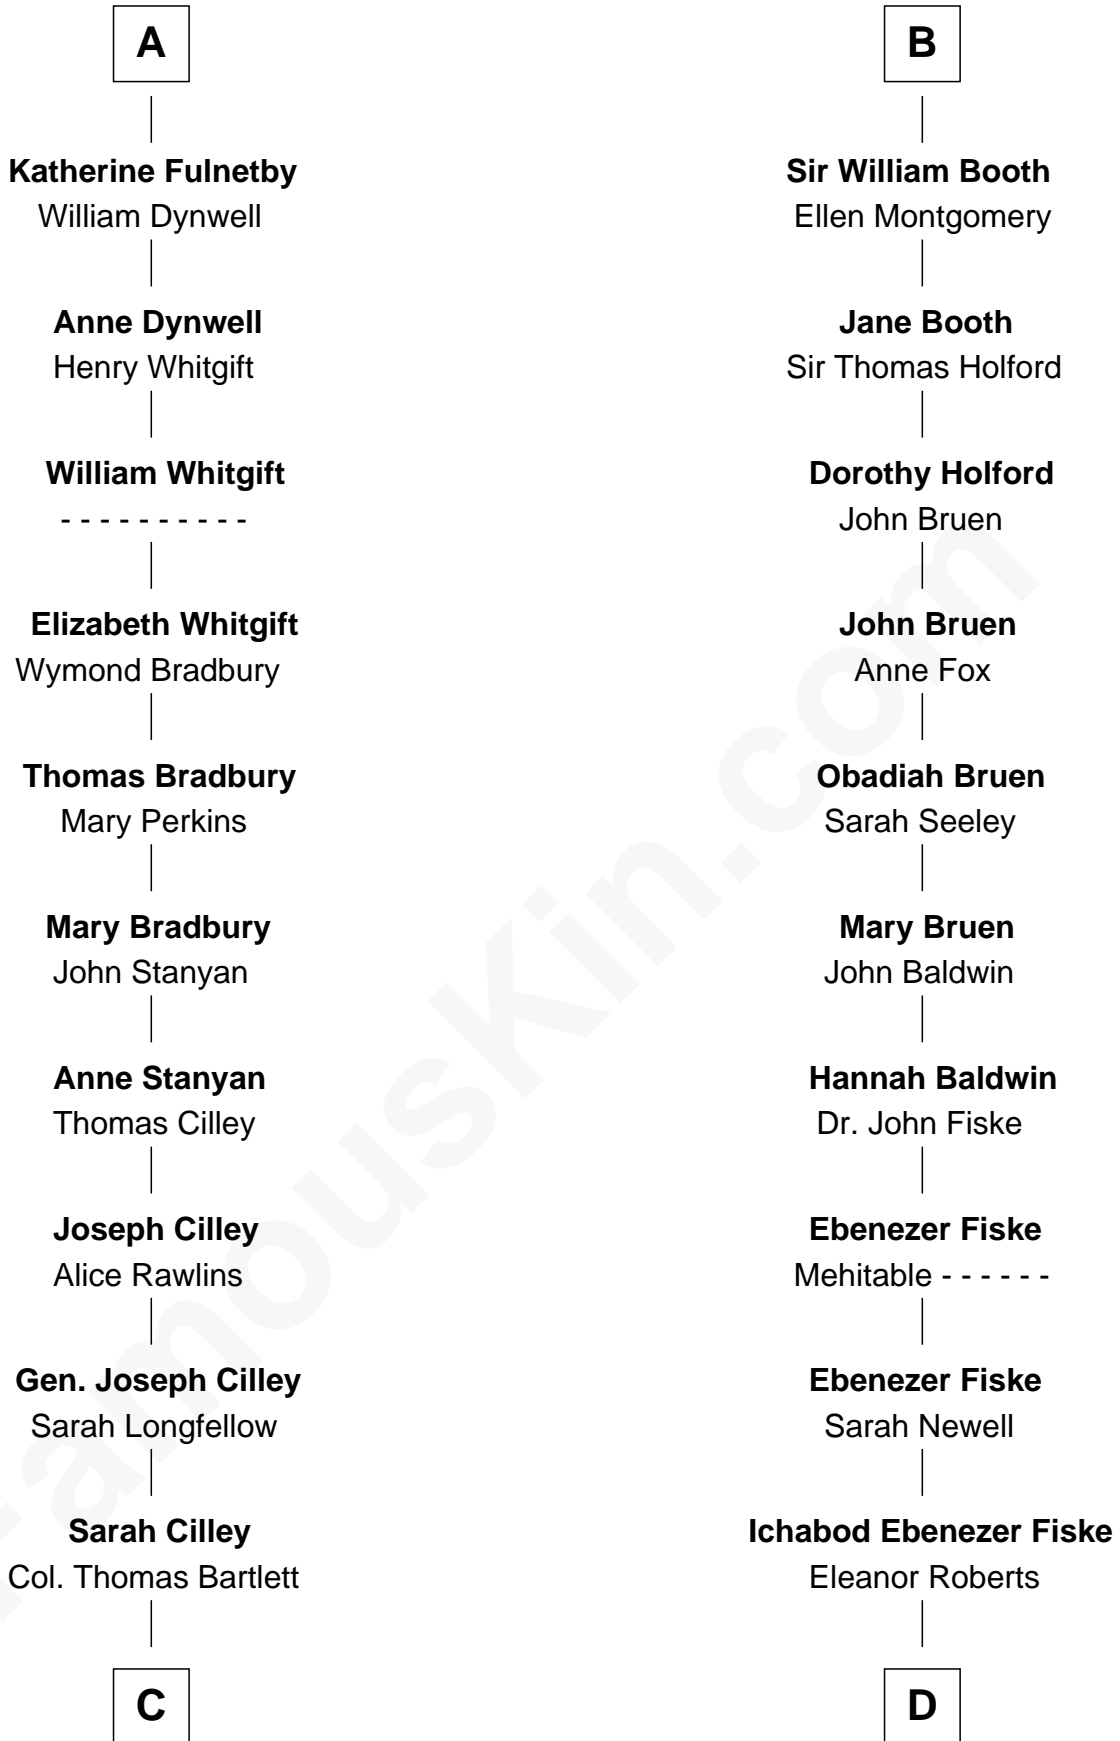 A
Katherine Fulnetby
William Dynwell
Anne Dynwell
Henry Whitgift
William Whitgift
- - - - - - - - - -
Elizabeth Whitgift
Wymond Bradbury
Thomas Bradbury
Mary Perkins
Mary Bradbury
John Stanyan
Anne Stanyan
Thomas Cilley
Joseph Cilley
Alice Rawlins
Gen. Joseph Cilley
Sarah Longfellow
Sarah Cilley
Col. Thomas Bartlett
C
B
Sir William Booth
Ellen Montgomery
Jane Booth
Sir Thomas Holford
Dorothy Holford
John Bruen
John Bruen
Anne Fox
Obadiah Bruen
Sarah Seeley
Mary Bruen
John Baldwin
Hannah Baldwin
Dr. John Fiske
Ebenezer Fiske
Mehitable - - - - - -
Ebenezer Fiske
Sarah Newell
Ichabod Ebenezer Fiske
Eleanor Roberts
D
FamousKin.com